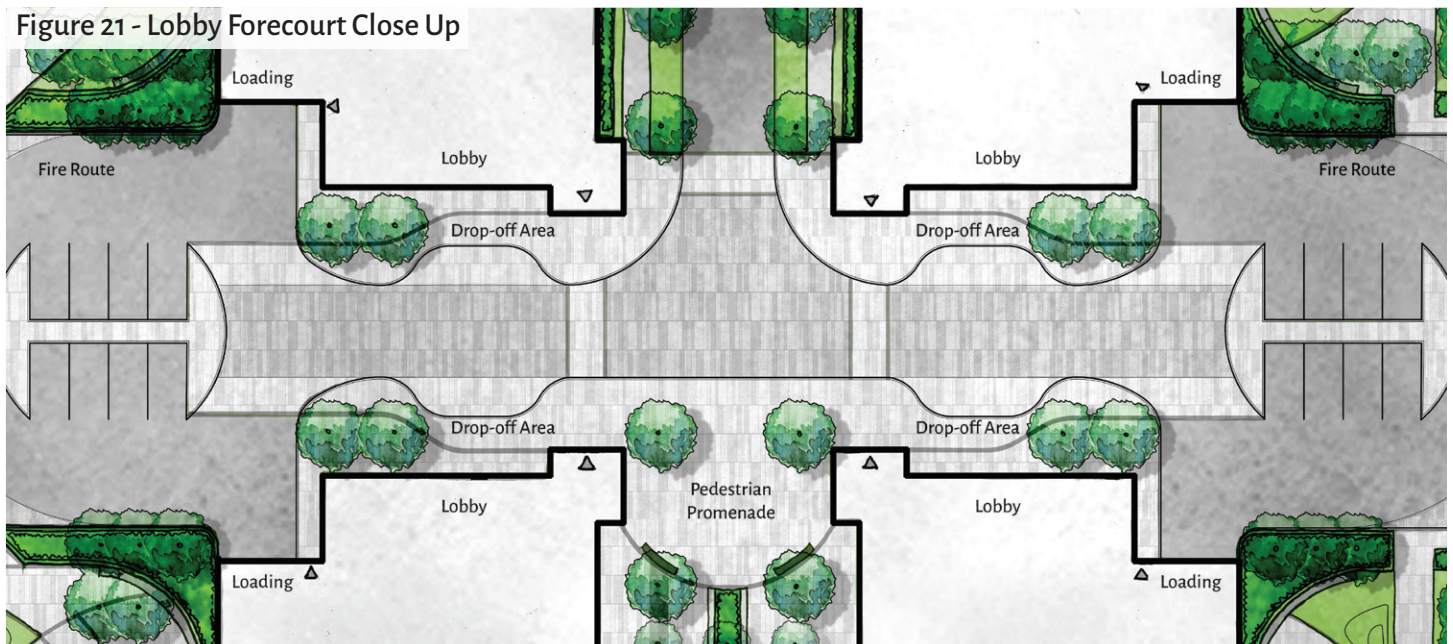 Figure 21 - Lobby Forecourt Close Up
Loading
Loading
Lobby
Lobby
Fire Route
Fire Route
Drop-off Area
Drop-off Area
Drop-off Area
Drop-off Area
Pedestrian
Promenade
Lobby
Lobby
Loading
Loading